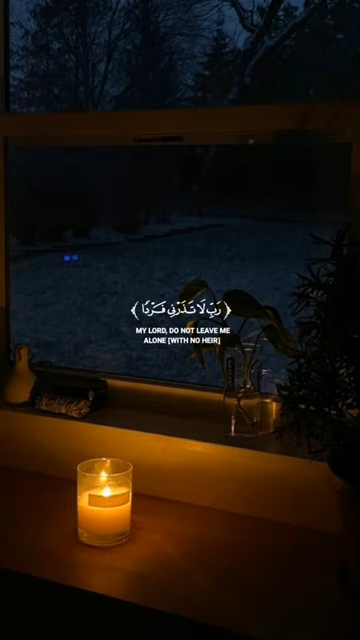 ﴿رَبِّ لَا تَذَرْنِي فَرْدًا﴾
MY LORD, DO NOT LEAVE ME
ALONE [WITH NO HEIR]